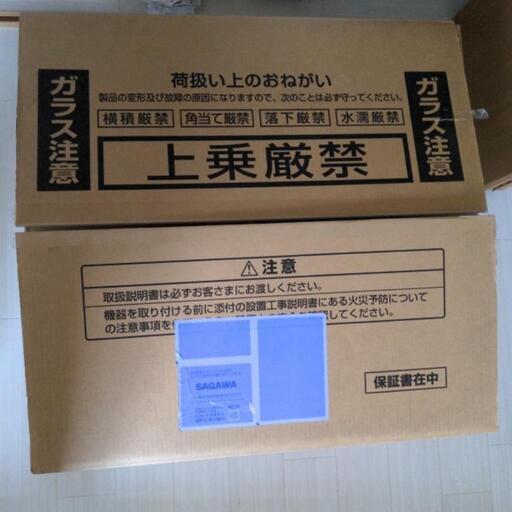 荷扱い上のおねがい
製品の変形及び故障の原因になりますので、次のことは必ず守ってください。
横積厳禁 角当て厳禁 落下厳禁 水濡厳禁
上乗厳禁
ガラス注意
ガラス注意
⚠注意
取扱説明書は必ずお客さまにお渡しください。
機器を取り付ける前に添付の設置工事説明書にある火災予防について
の注意事項を してください。
SAGAWA
保証書在中